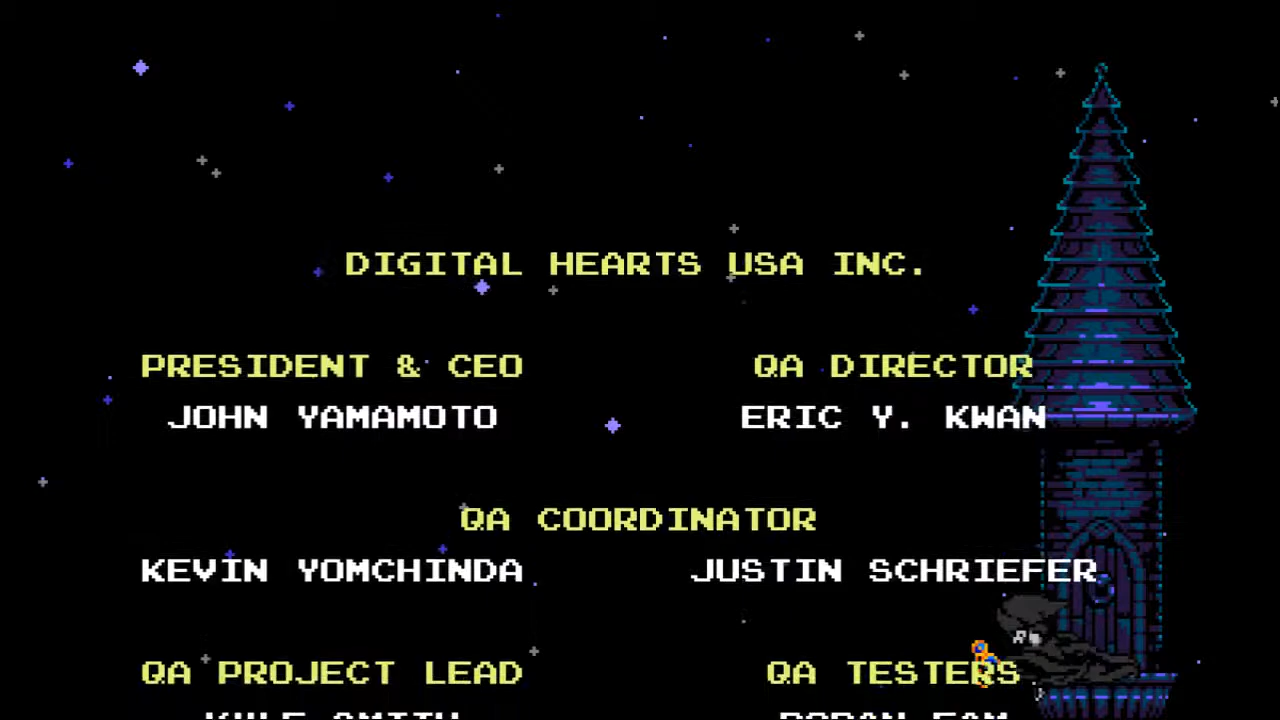 DIGITAL HEARTS USA INC.
PRESIDENT & CEO QA DIRECTOR
JOHN YAMAMOTO ERIC Y. KWAN
QA COORDINATOR
KEVIN YOMCHINDA JUSTIN SCHRIEFER
QA PROJECT LEAD QA TESTERS